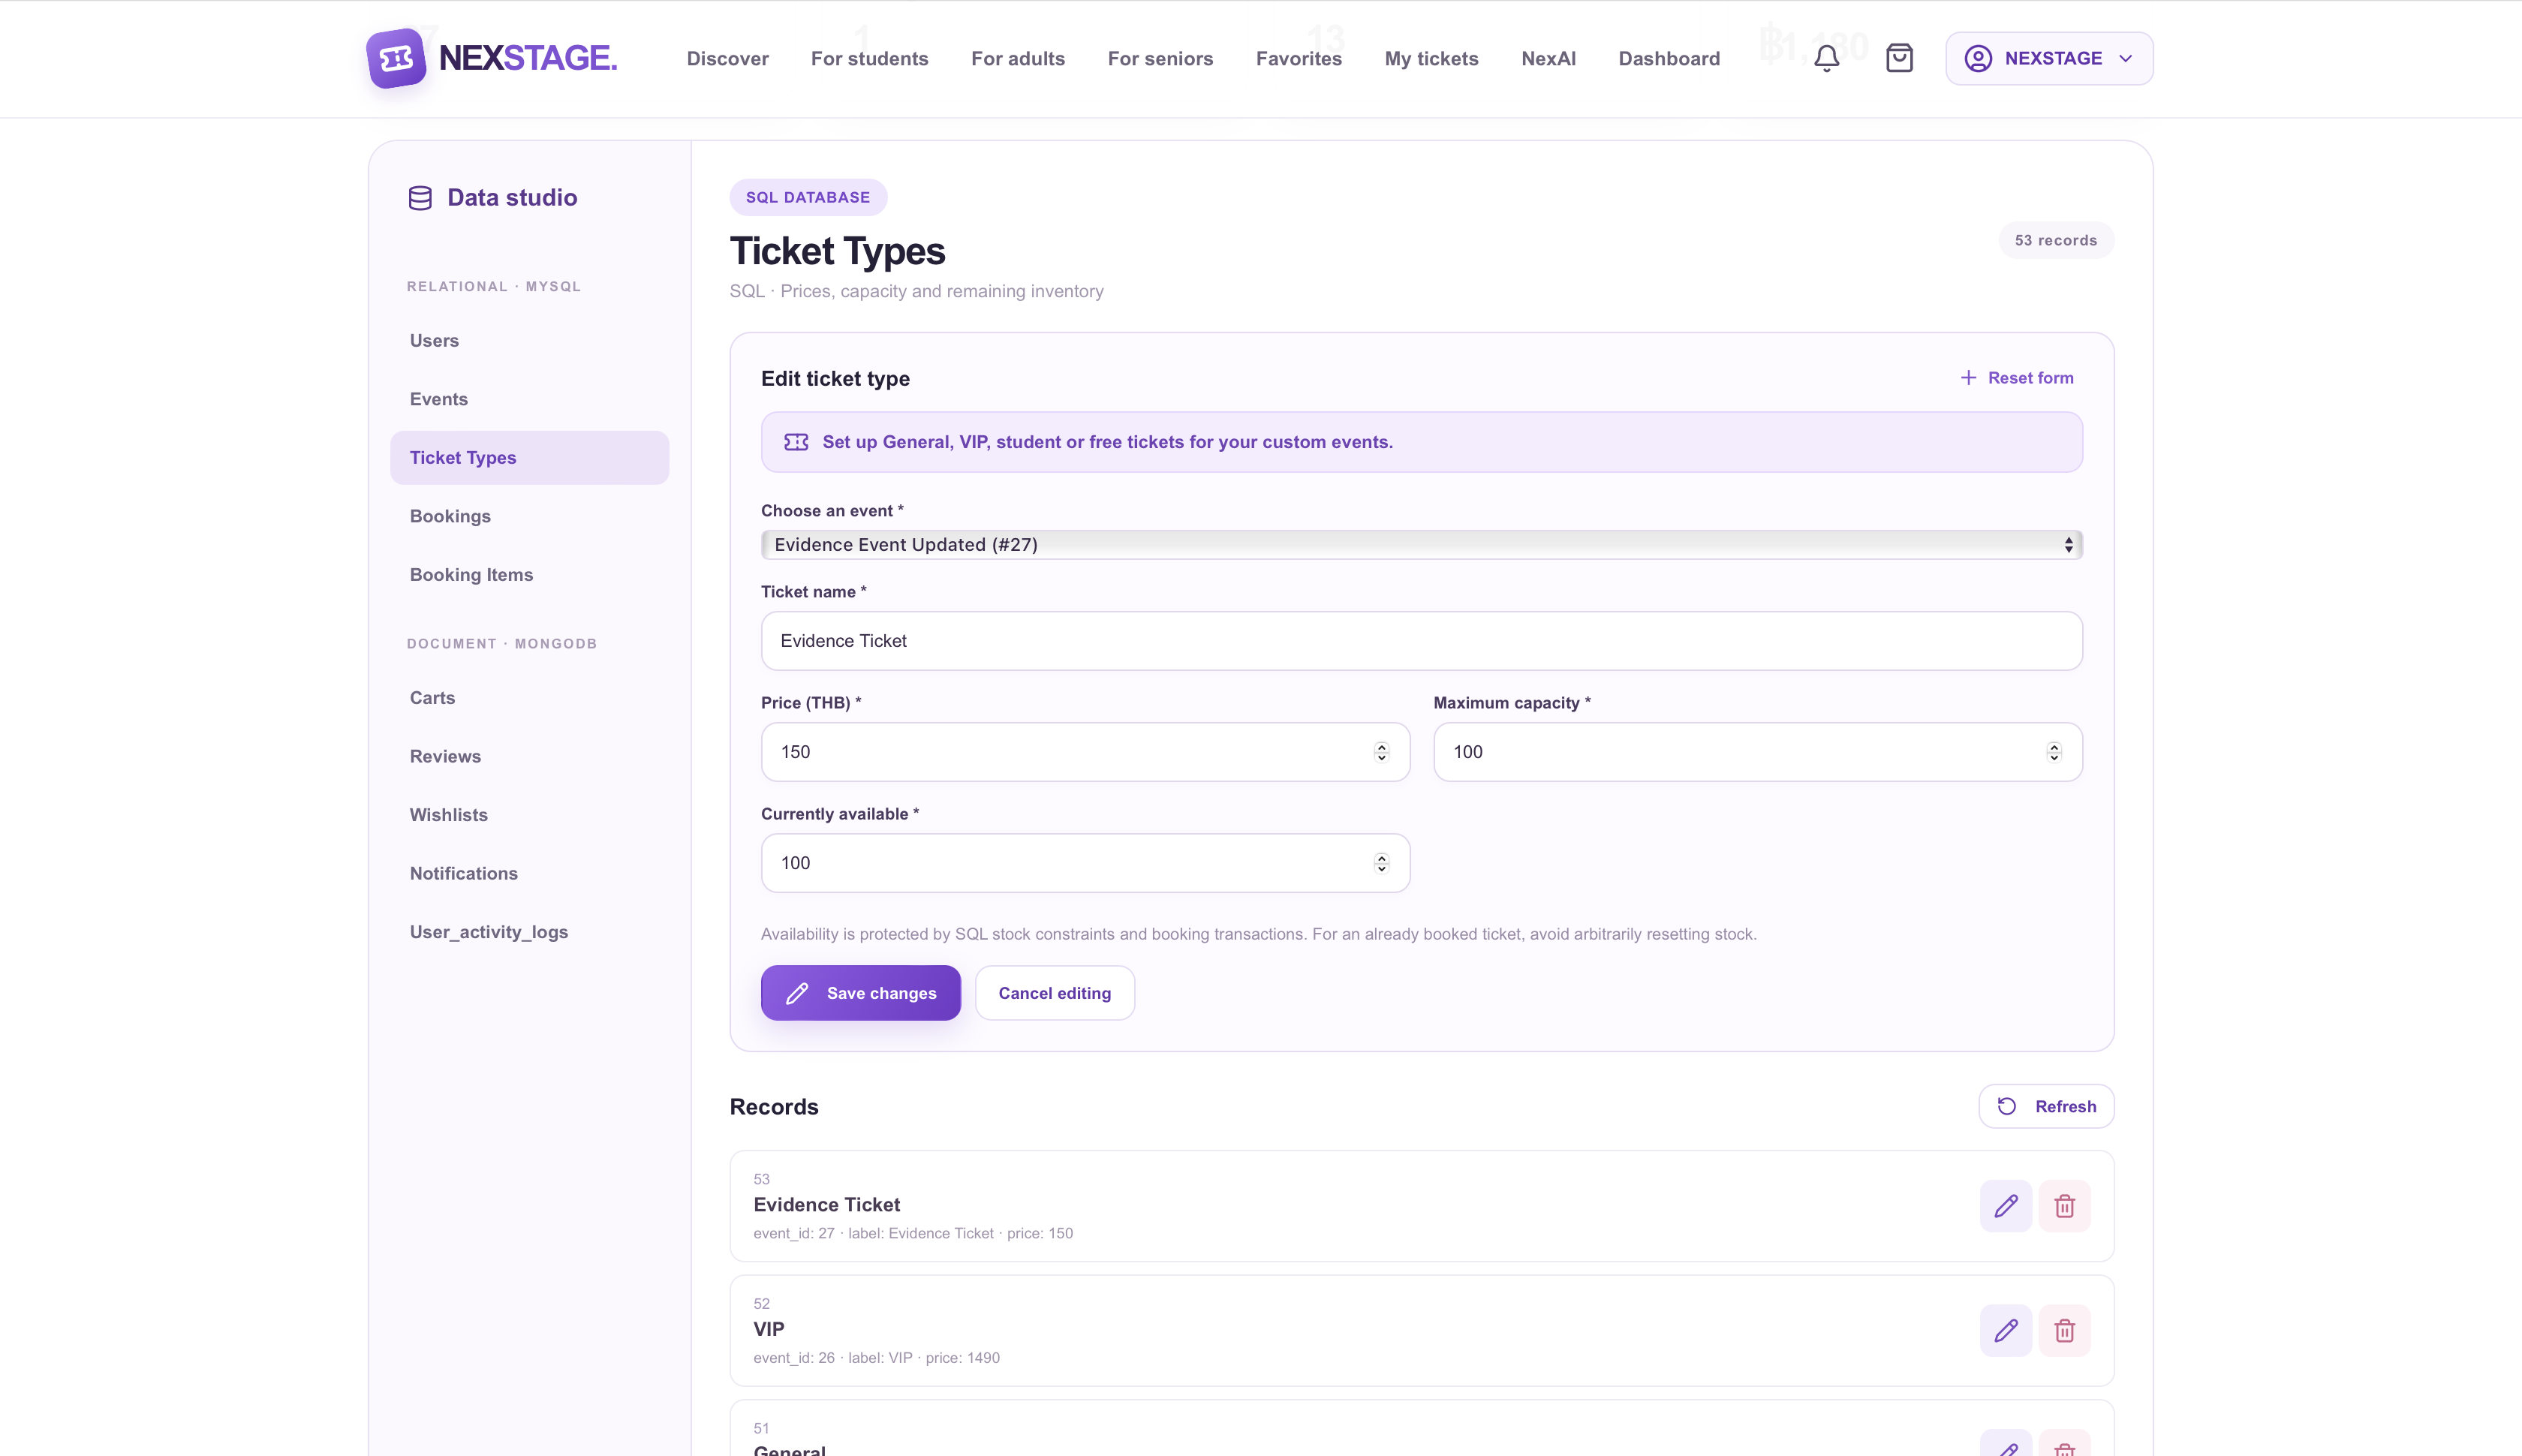 NEXSTAGE.
Discover
For students
For adults
For seniors
Favorites
My tickets
NexAI
Dashboard
NEXSTAGE
1
13
฿1,180
Data studio
RELATIONAL · MYSQL
Users
Events
Ticket Types
Bookings
Booking Items
DOCUMENT · MONGODB
Carts
Reviews
Wishlists
Notifications
User_activity_logs
SQL DATABASE
Ticket Types
53 records
SQL · Prices, capacity and remaining inventory
Edit ticket type
Reset form
Set up General, VIP, student or free tickets for your custom events.
Choose an event *
Evidence Event Updated (#27)
Ticket name *
Evidence Ticket
Price (THB) *
Maximum capacity *
150
100
Currently available *
100
Availability is protected by SQL stock constraints and booking transactions. For an already booked ticket, avoid arbitrarily resetting stock.
Save changes
Cancel editing
Records
Refresh
53
Evidence Ticket
event_id: 27 · label: Evidence Ticket · price: 150
52
VIP
event_id: 26 · label: VIP · price: 1490
51
General